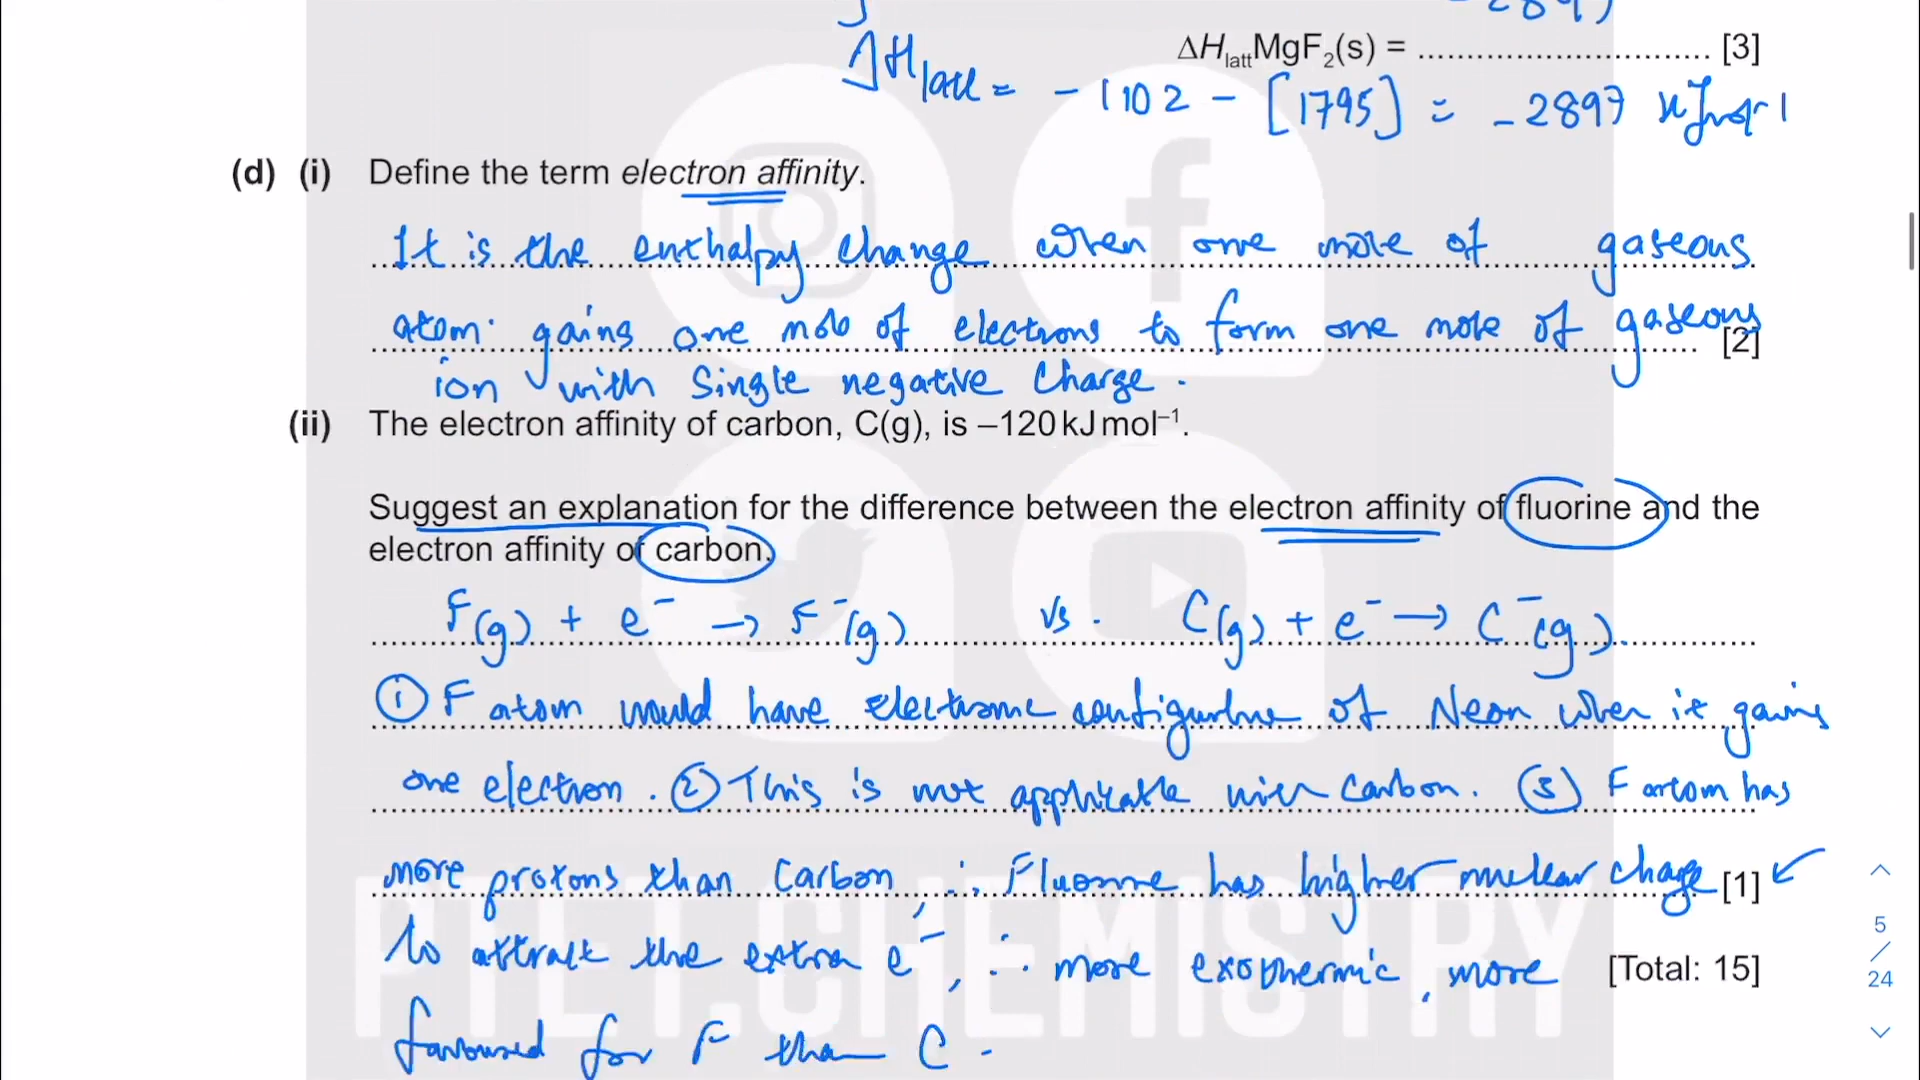 ΔHlattMgF2(s) = .............................. [3]
ΔHlatt = - 1102 - [1795] = - 2897 kJmol-1
(d) (i) Define the term electron affinity.
It is the enthalpy change when one mole of gaseous
atom gains one mole of electrons to form one mole of gaseous [2]
ion with single negative charge.
(ii) The electron affinity of carbon, C(g), is –120 kJ mol–1.
Suggest an explanation for the difference between the electron affinity of fluorine and the
electron affinity of carbon.
F(g) + e- → F-(g) vs. C(g) + e- → C-(g).
① F atom would have electronic configuration of Neon when it gains
one electron. ② This is not applicable with carbon. ③ F atom has
more protons than Carbon, ∴ Fluorine has higher nuclear charge [1]
to attract the extra e-, ∴ more exothermic, more [Total: 15]
favoured for F than C.
PTET.CHEMISTRY
5
/
24